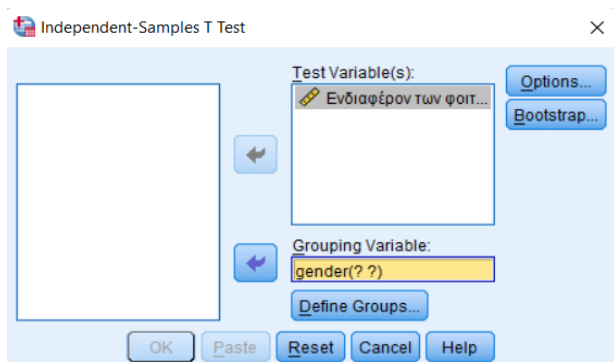 Independent-Samples T Test
Test Variable(s):
Ενδιαφέρον των φοιτ...
Options...
Bootstrap...
Grouping Variable:
gender(? ?)
Define Groups...
OK Paste Reset Cancel Help